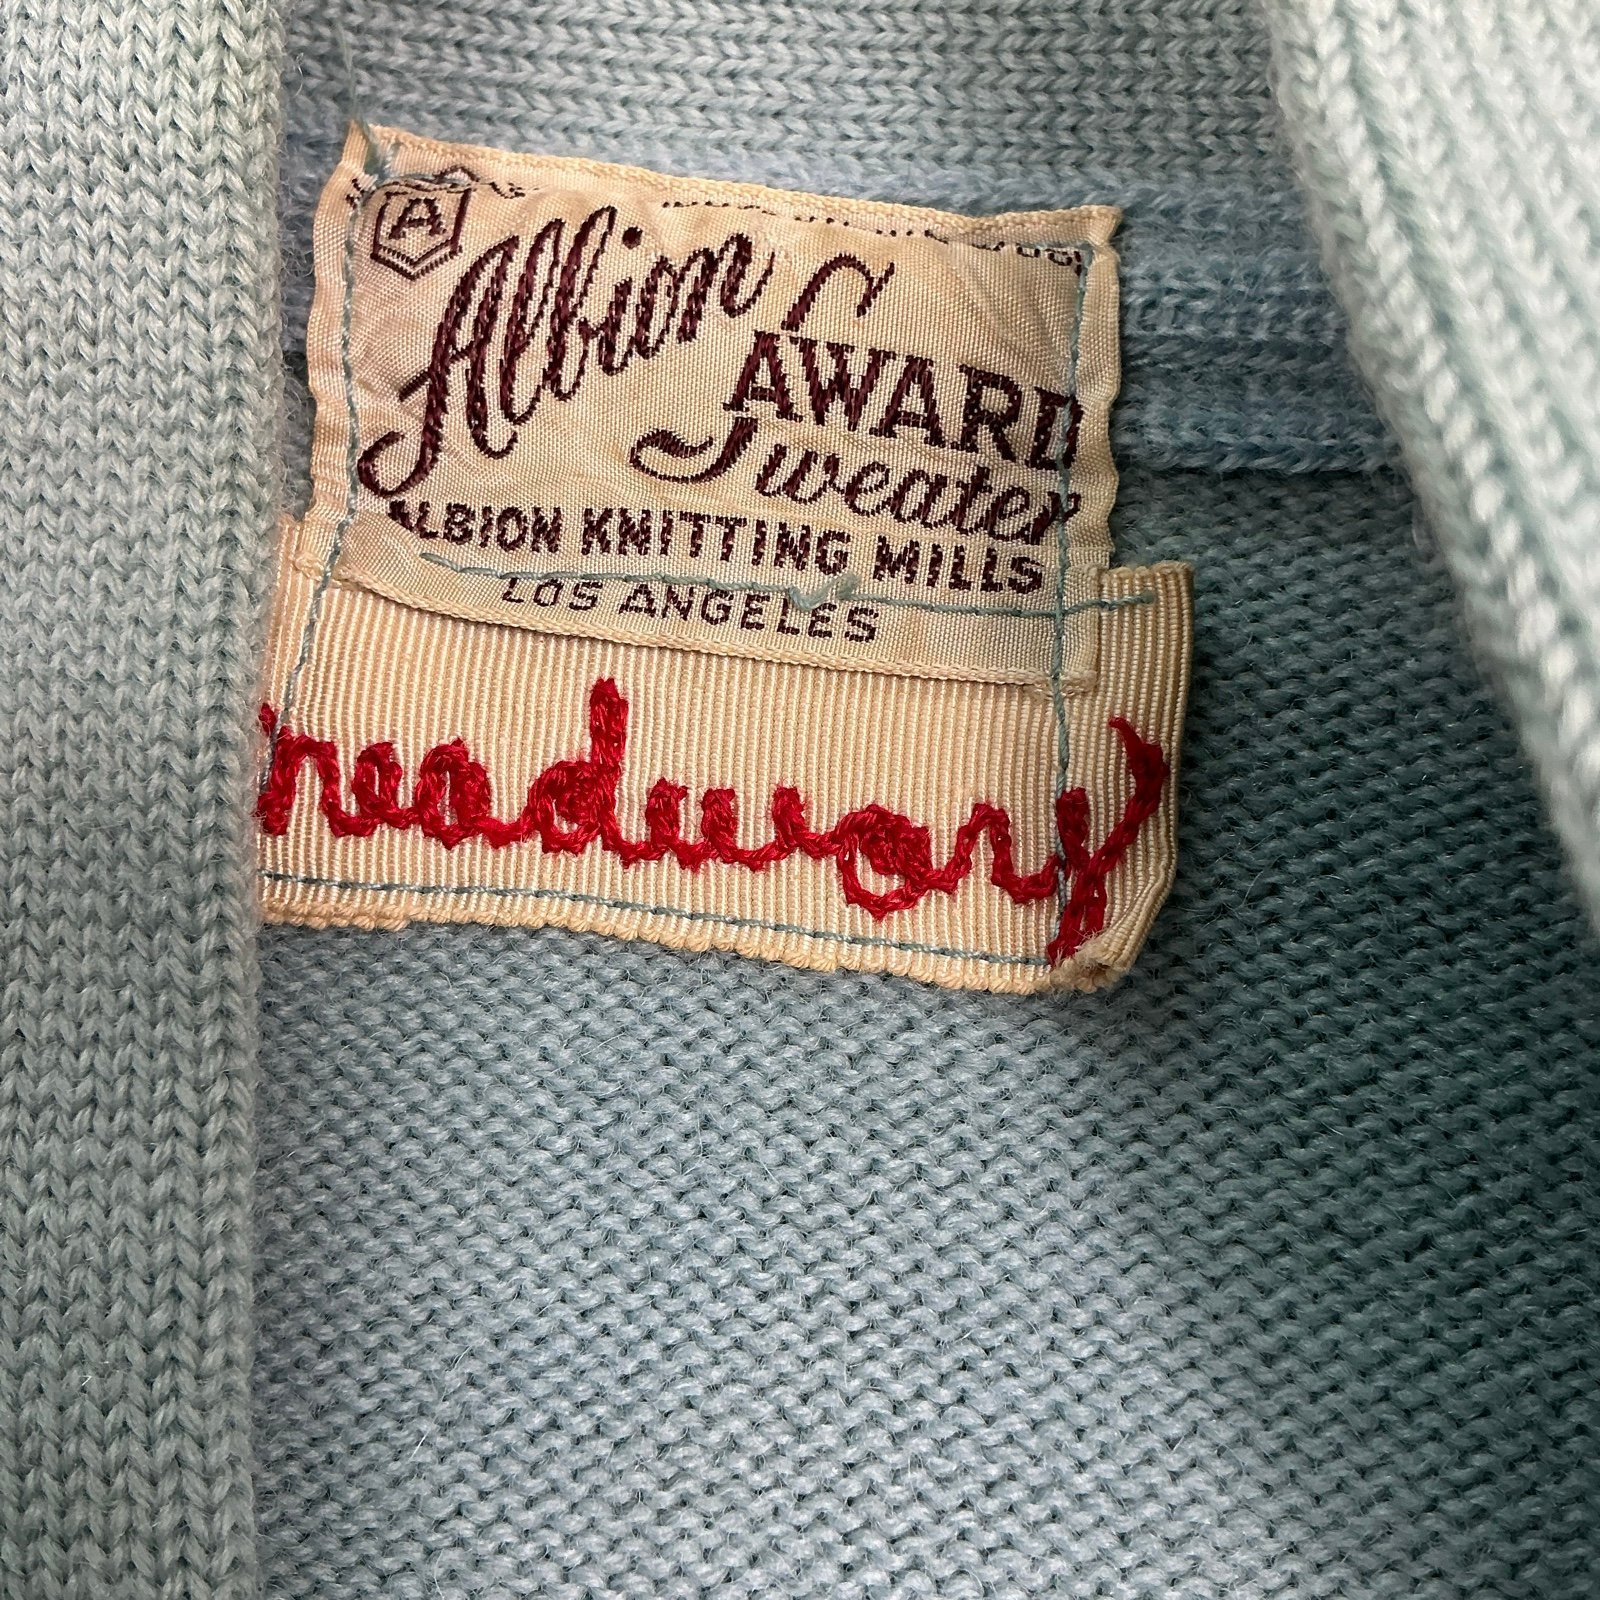 A
Albion
AWARD
Sweater
ALBION KNITTING MILLS
LOS ANGELES